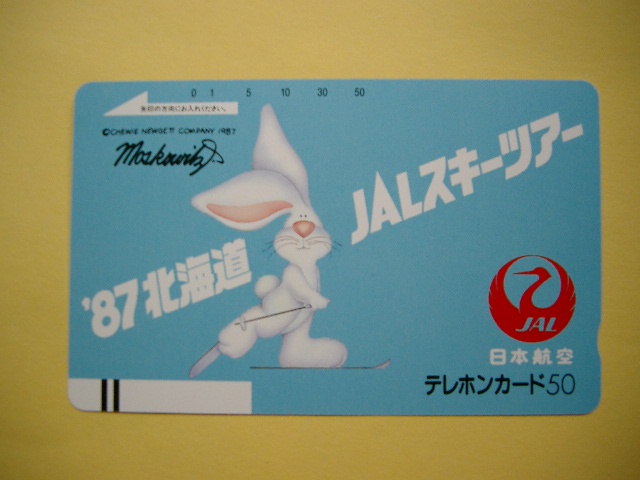 0 1 5 10 30 50
矢印の方向にお入れください。
©CHEWIE NEWGETT COMPANY 1987
Moskowitz
JALスキーツアー
'87北海道
JAL
日本航空
テレホンカード50